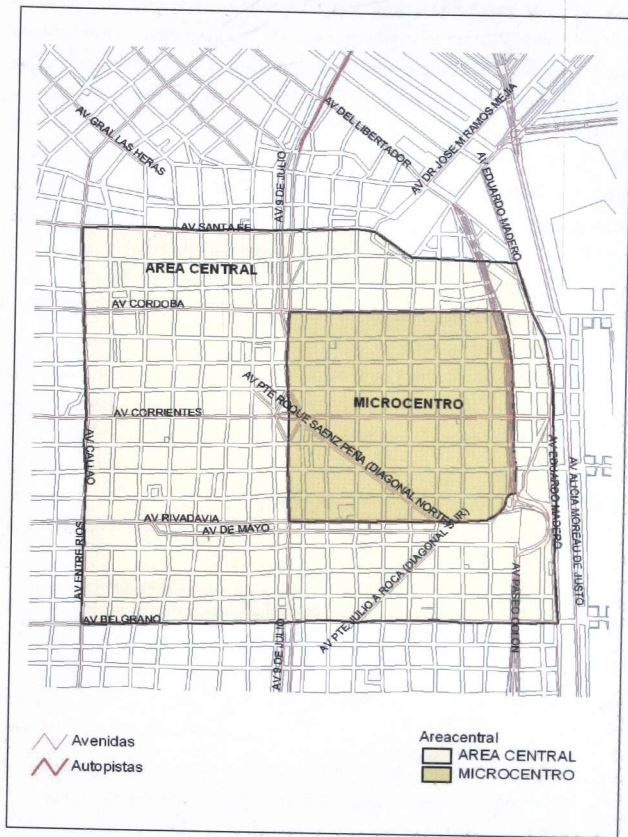 AV GRAL LAS HERAS
AV 9 DE JULIO
AV DEL LIBERTADOR
AV DR JOSE M RAMOS MEJIA
AV EDUARDO MADERO
AV SANTA FE
AREA CENTRAL
AV CORDOBA
AV PTE ROQUE SAENZ PEÑA (DIAGONAL NORTE)
MICROCENTRO
AV CORRIENTES
AV CALLAO
AV EDUARDO MADERO
AV ALICIA MOREAU DE JUSTO
AV RIVADAVIA
AV DE MAYO
AV ENTRE RIOS
AV PTE JULIO A ROCA (DIAGONAL SUR)
AV PASEO COLON
AV BELGRANO
AV 9 DE JULIO
Avenidas
Autopistas
Areacentral
AREA CENTRAL
MICROCENTRO